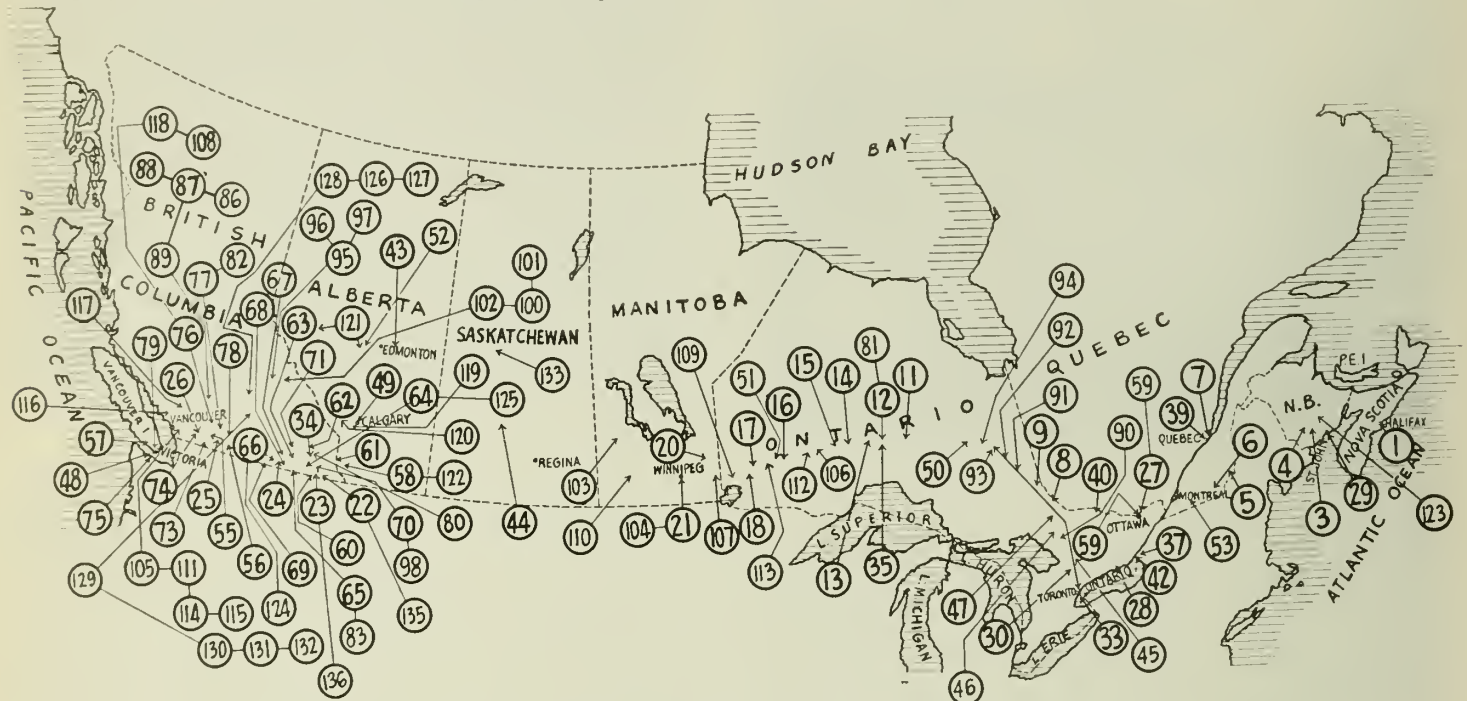 HUDSON BAY
PACIFIC OCEAN
BRITISH COLUMBIA
ALBERTA
SASKATCHEWAN
MANITOBA
ONTARIO
QUEBEC
P.E.I
N.B.
NOVA SCOTIA
ATLANTIC OCEAN
VANCOUVER I
VANCOUVER
VICTORIA
EDMONTON
CALGARY
REGINA
WINNIPEG
L. SUPERIOR
L. MICHIGAN
L. HURON
L. ERIE
L. ONTARIO
TORONTO
OTTAWA
MONTREAL
QUEBEC
ST. JOHN
HALIFAX
118 108
88 87 86
89 77 82
128 126 127
96 97
95 43 52
67 68
63 121
101
102 100
117
79 76 78
26
71
116
57
48
75
74
73
25
55
56
66
24
69
124
34
62
49
64 125
119
120
61
58 122
23
22
60
70
98
80
65
83
135
136
129
105 111
114 115
130 131 132
133
44
103
110
20
104 21
109
107
51
16
17
18
113
15
14
112
106
81
12
11
13
35
50
94
92
93
91
9
8
90
59
40
27
59
47
46
30
33
45
28
42
37
53
39
7
6
5
4
3
29
1
123